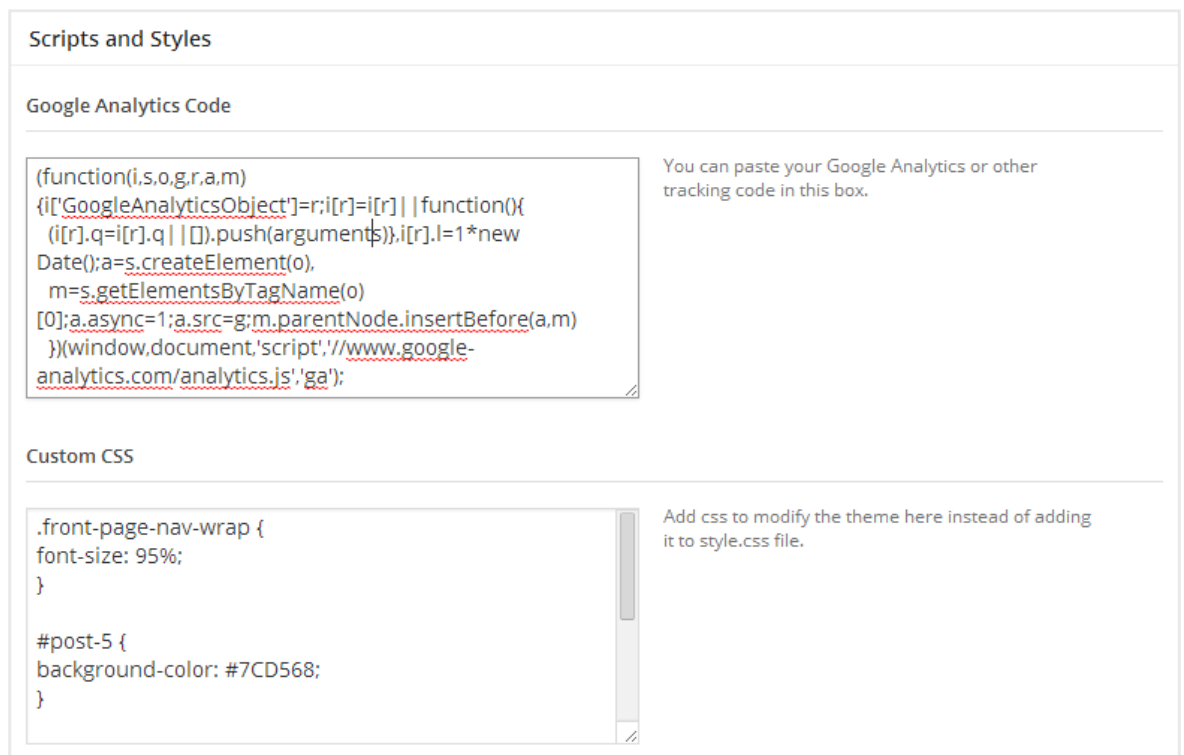 Scripts and Styles
Google Analytics Code
(function(i,s,o,g,r,a,m)
{i['GoogleAnalyticsObject']=r;i[r]=i[r]||function(){
(i[r].q=i[r].q||[]).push(arguments)},i[r].l=1*new
Date();a=s.createElement(o),
m=s.getElementsByTagName(o)
[0];a.async=1;a.src=g;m.parentNode.insertBefore(a,m)
})(window,document,'script','//www.google-
analytics.com/analytics.js','ga');
You can paste your Google Analytics or other
tracking code in this box.
Custom CSS
.front-page-nav-wrap {
font-size: 95%;
}
#post-5 {
background-color: #7CD568;
}
Add css to modify the theme here instead of adding
it to style.css file.